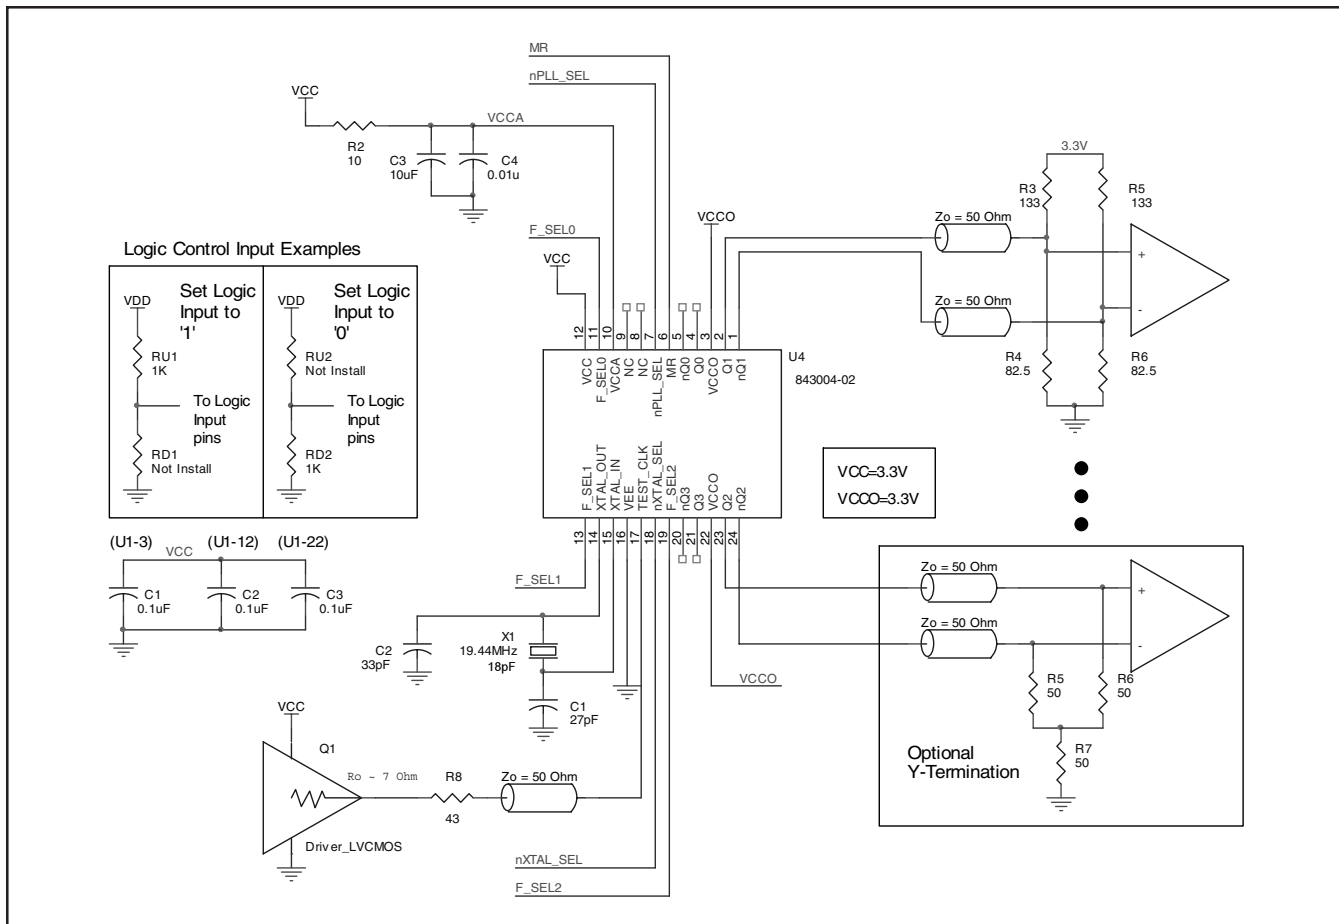 MR
nPLL_SEL
VCC
VCCA
R2
10
C3
10uF
C4
0.01u
3.3V
R3
133
R5
133
VCCO
Zo = 50 Ohm
F_SEL0
VCC
+
-
Zo = 50 Ohm
R4
82.5
R6
82.5
Logic Control Input Examples
VDD
Set Logic
Input to
'1'
RU1
1K
To Logic
Input
pins
RD1
Not Install
VDD
Set Logic
Input to
'0'
RU2
Not Install
To Logic
Input
pins
RD2
1K
12
11
10
9
8
7
6
5
4
3
2
1
VCC
F_SEL0
VCCA
NC
NC
nPLL_SEL
MR
nQ0
Q0
VCCO
Q1
nQ1
U4
843004-02
F_SEL1
XTAL_OUT
XTAL_IN
VEE
TEST_CLK
nXTAL_SEL
F_SEL2
nQ3
Q3
VCCO
Q2
nQ2
13
14
15
16
17
18
19
20
21
22
23
24
VCC=3.3V
VCCO=3.3V
(U1-3)
(U1-12)
(U1-22)
VCC
C1
0.1uF
C2
0.1uF
C3
0.1uF
F_SEL1
C2
33pF
X1
19.44MHz
18pF
C1
27pF
VCCO
Zo = 50 Ohm
+
Zo = 50 Ohm
-
R5
50
R6
50
R7
50
Optional
Y-Termination
VCC
Q1
Ro ~ 7 Ohm
R8
43
Zo = 50 Ohm
Driver_LVCMOS
nXTAL_SEL
F_SEL2